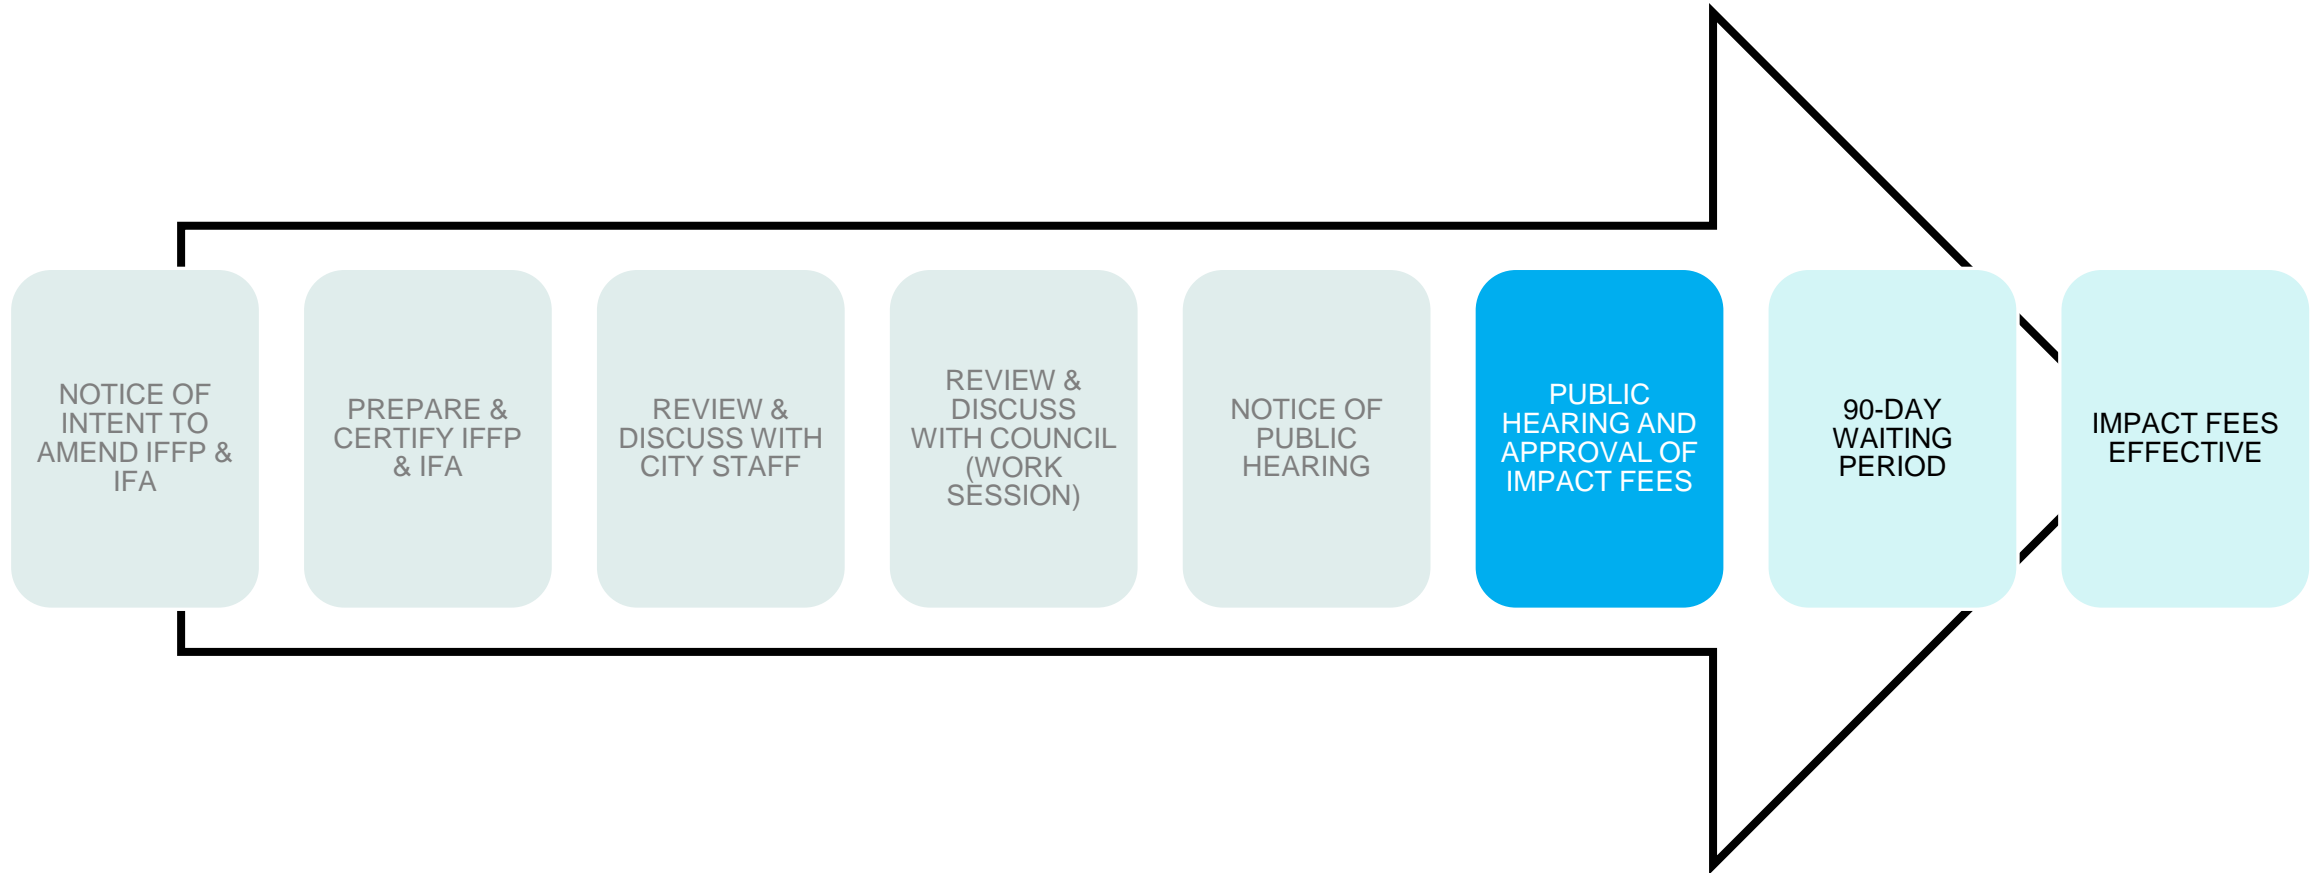 NOTICE OF
INTENT TO
AMEND IFFP &
IFA
PREPARE &
CERTIFY IFFP
& IFA
REVIEW &
DISCUSS WITH
CITY STAFF
REVIEW &
DISCUSS
WITH COUNCIL
(WORK
SESSION)
NOTICE OF
PUBLIC
HEARING
PUBLIC
HEARING AND
APPROVAL OF
IMPACT FEES
90-DAY
WAITING
PERIOD
IMPACT FEES
EFFECTIVE